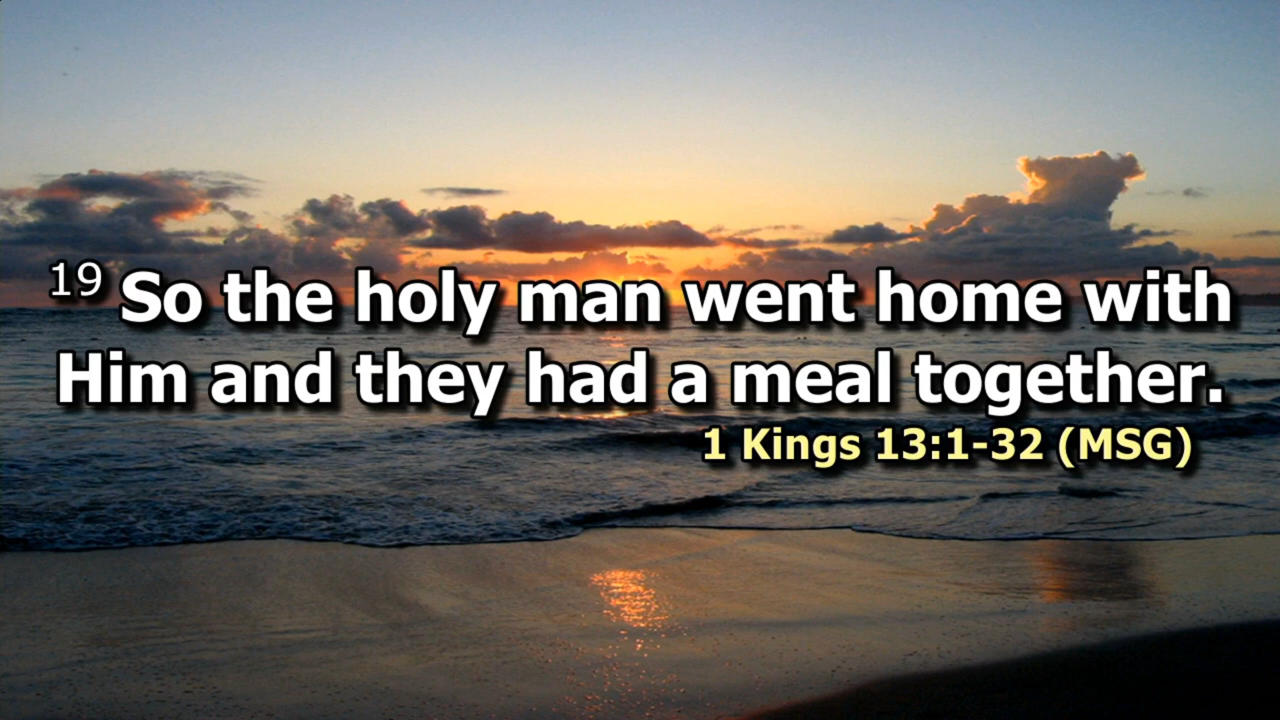 19 So the holy man went home with
Him and they had a meal together.
1 Kings 13:1-32 (MSG)